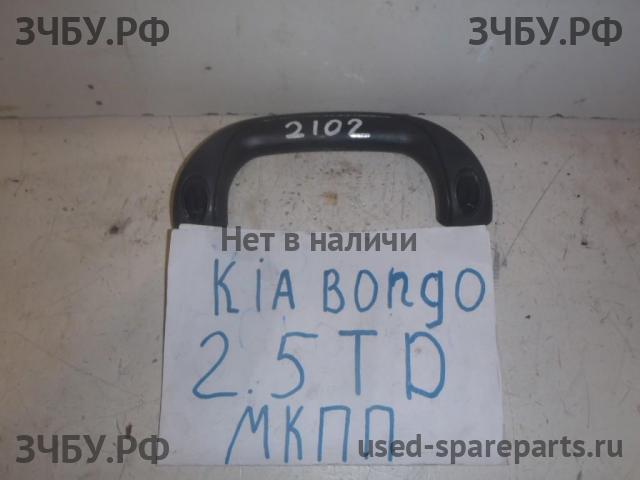 ЗЧБУ.РФ ЗЧБУ.РФ
2102
Нет в наличи
KIA Bongo
2.5 TD
МКПП
ЗЧБУ.РФ used-spareparts.ru